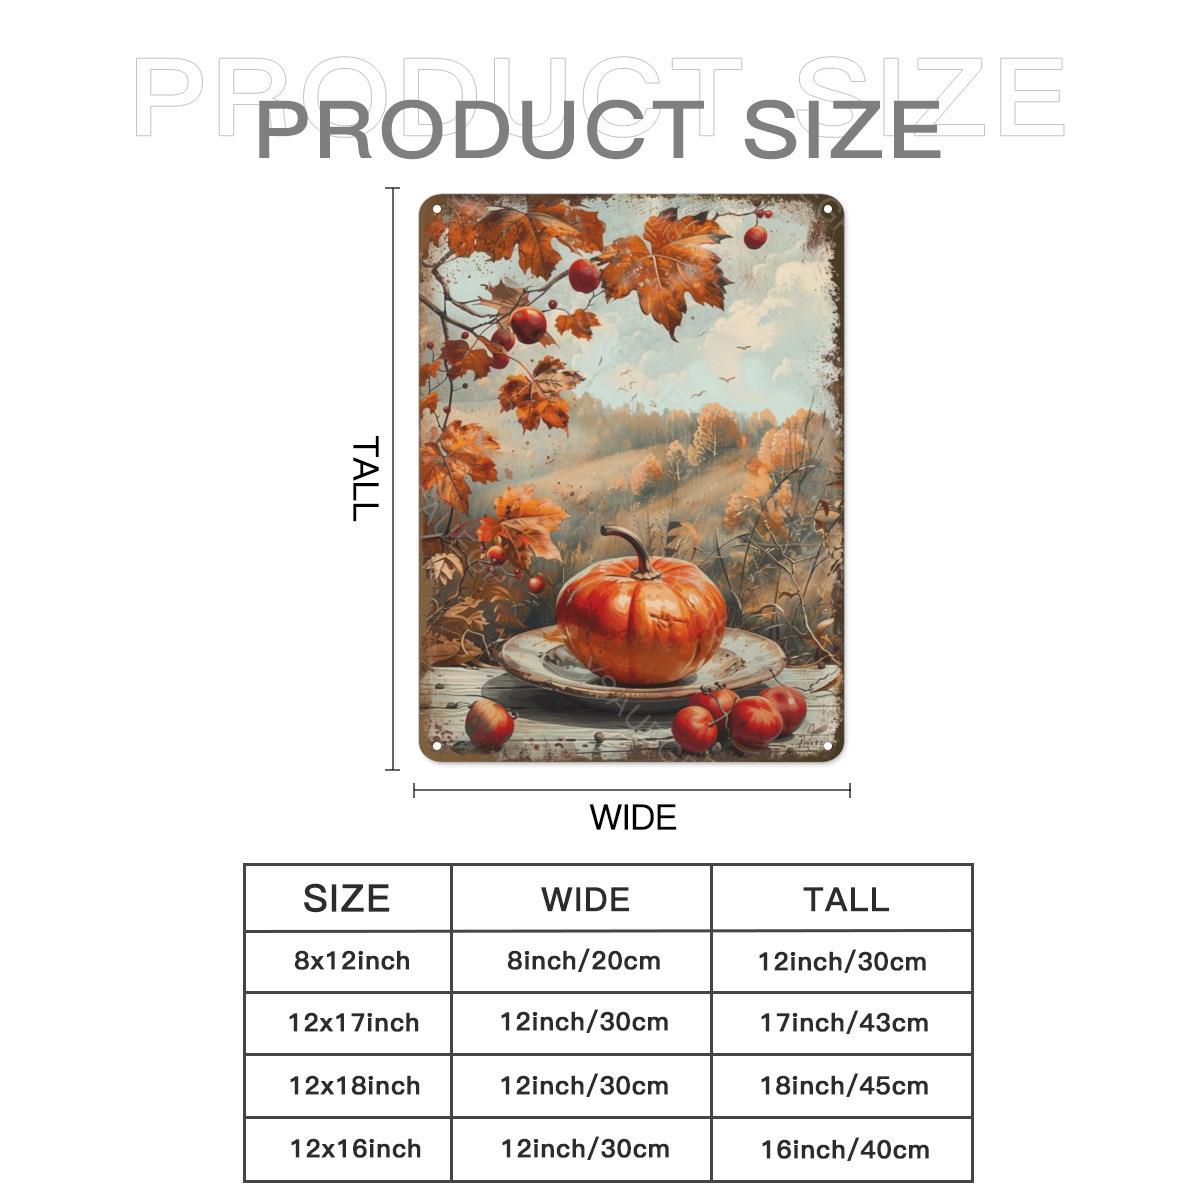 PRODUCT SIZE
PRODUCT SIZE
TALL
WIDE
SIZE WIDE TALL
8x12inch 8inch/20cm 12inch/30cm
12x17inch 12inch/30cm 17inch/43cm
12x18inch 12inch/30cm 18inch/45cm
12x16inch 12inch/30cm 16inch/40cm